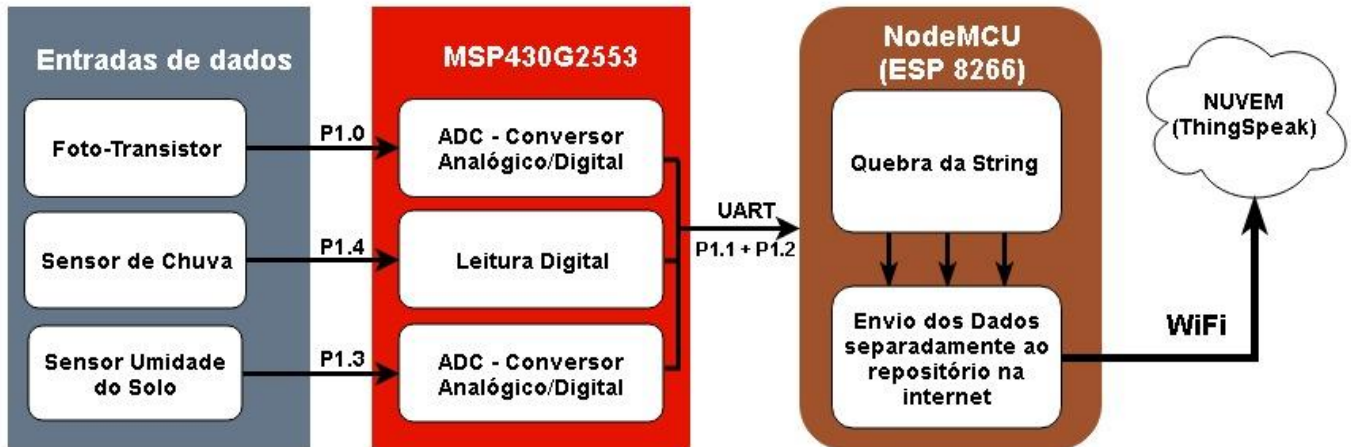 Entradas de dados
Foto-Transistor
Sensor de Chuva
Sensor Umidade
do Solo
P1.0
P1.4
P1.3
MSP430G2553
ADC - Conversor
Analógico/Digital
Leitura Digital
ADC - Conversor
Analógico/Digital
UART
P1.1 + P1.2
NodeMCU
(ESP 8266)
Quebra da String
Envio dos Dados
separadamente ao
repositório na
internet
WiFi
NUVEM
(ThingSpeak)